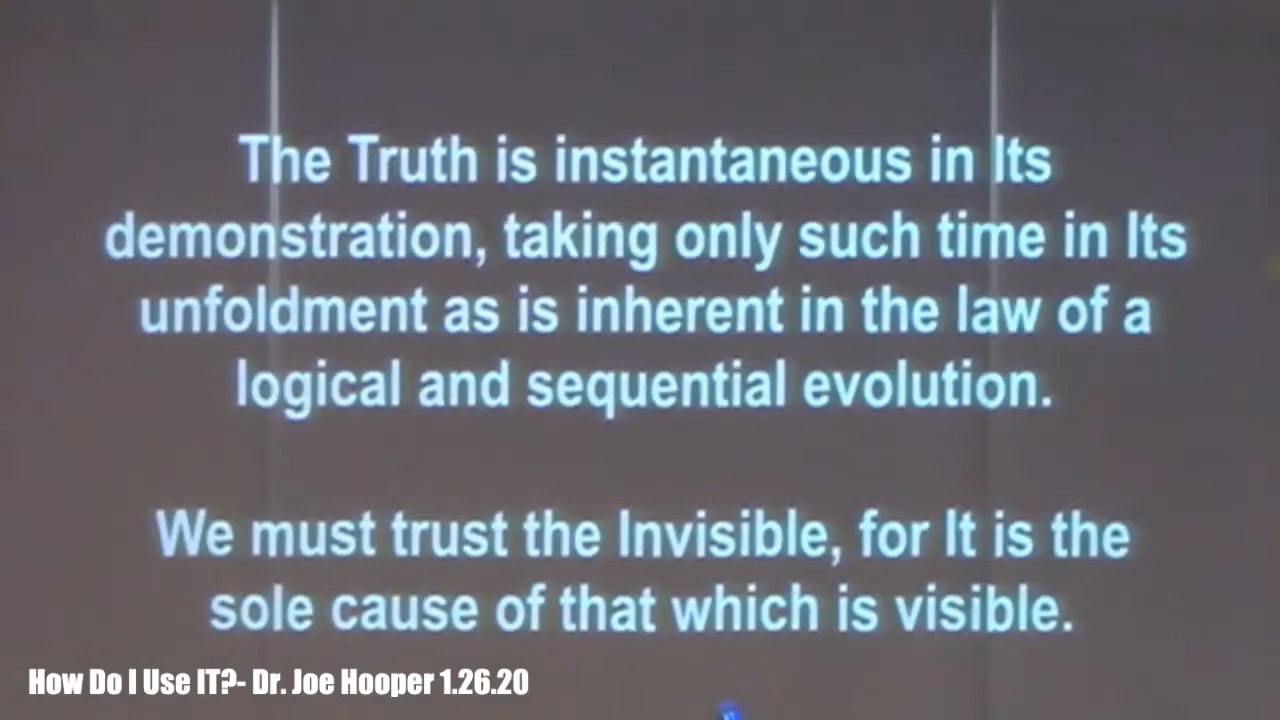 The Truth is instantaneous in Its
demonstration, taking only such time in Its
unfoldment as is inherent in the law of a
logical and sequential evolution.
We must trust the Invisible, for It is the
sole cause of that which is visible.
How Do I Use IT?- Dr. Joe Hooper 1.26.20